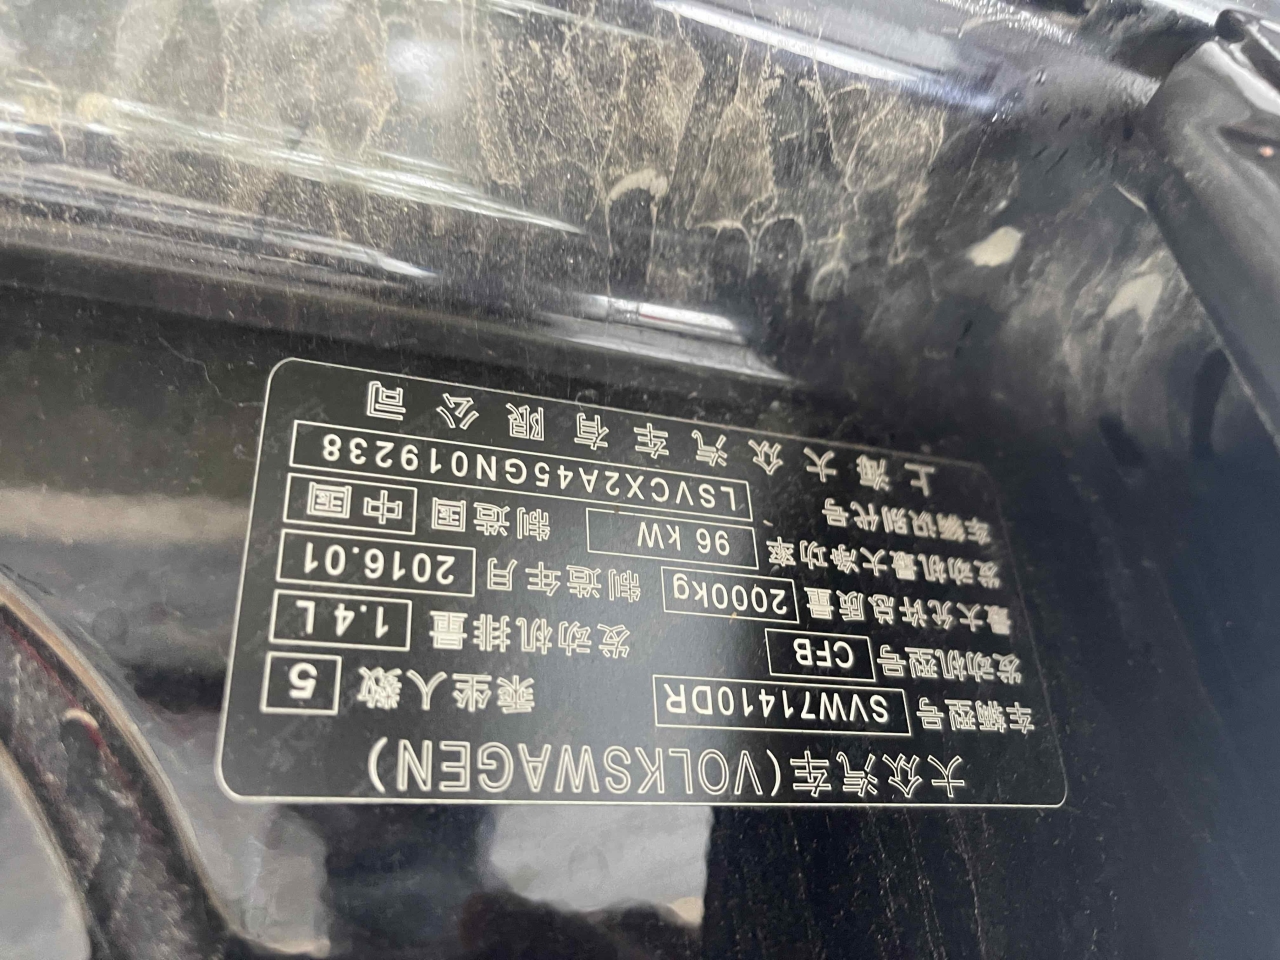 大众汽车(VOLKSWAGEN)
车辆型号 SVW71410DR 乘坐人数 5
发动机型号 CFB 发动机排量 1.4 L
最大允许总质量 2000kg 制造年月 2016.01
发动机最大净功率 96 kW 制造国 中国
车辆识别代号 LSVCX2A45GN019238
上海大众汽车有限公司